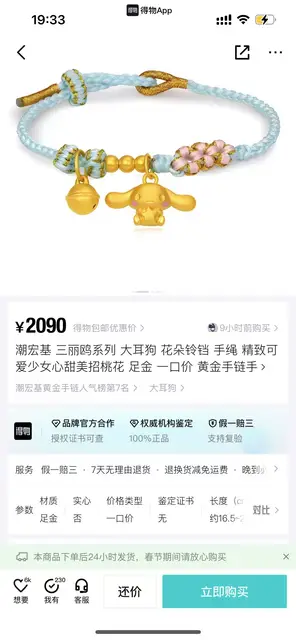 得物App
19:33
¥2090 得物包邮优惠价
9小时前购买
潮宏基 三丽鸥系列 大耳狗 花朵铃铛 手绳 精致可
爱少女心甜美招桃花 足金 一口价 黄金手链手
潮宏基黄金手链人气榜第7名 大耳狗
得物
品牌官方合作 权威机构鉴定 假一赔三
授权证书可查 100%正品 支持复验
服务 假一赔三 · 7天无理由退货 · 退换货减免运费 · 晚到
材质 实心 价格类型 鉴定证书 长度
参数 对比
足金 否 一口价 无 约16.5~
本商品下单后24小时发货，春节期间请放心购买
6k 230
想要 我有 客服 还价 立即购买